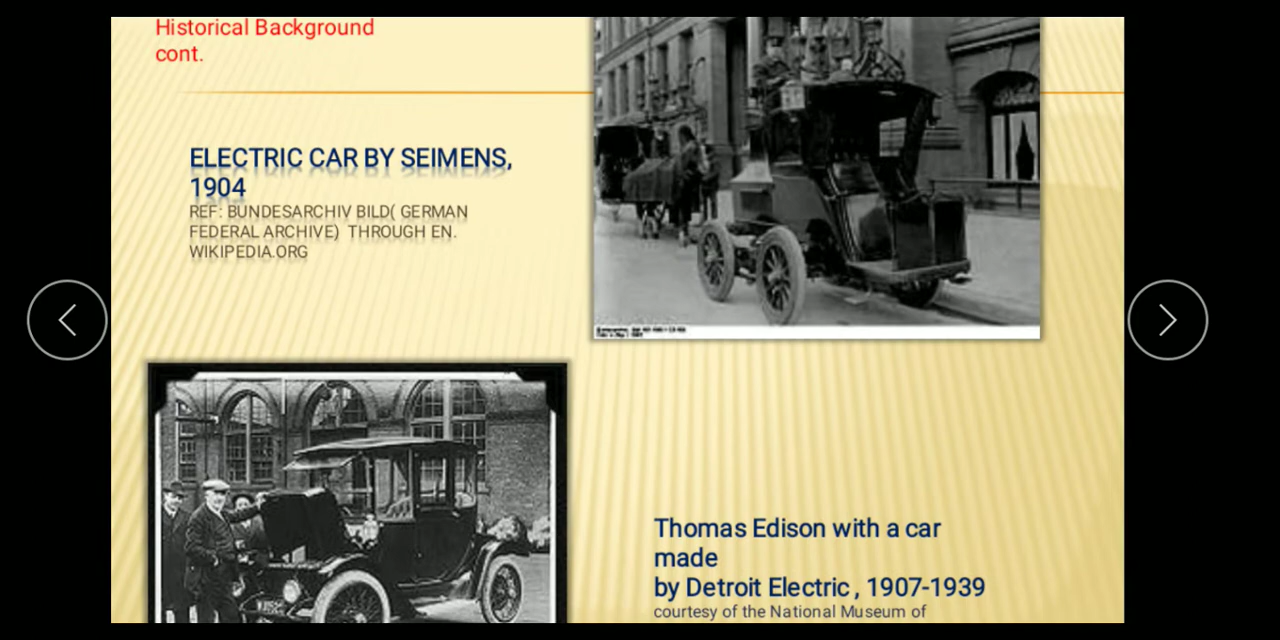 Historical Background
cont.
ELECTRIC CAR BY SEIMENS,
1904
REF: BUNDESARCHIV BILD( GERMAN
FEDERAL ARCHIVE) THROUGH EN.
WIKIPEDIA.ORG
Thomas Edison with a car
made
by Detroit Electric , 1907-1939
courtesy of the National Museum of